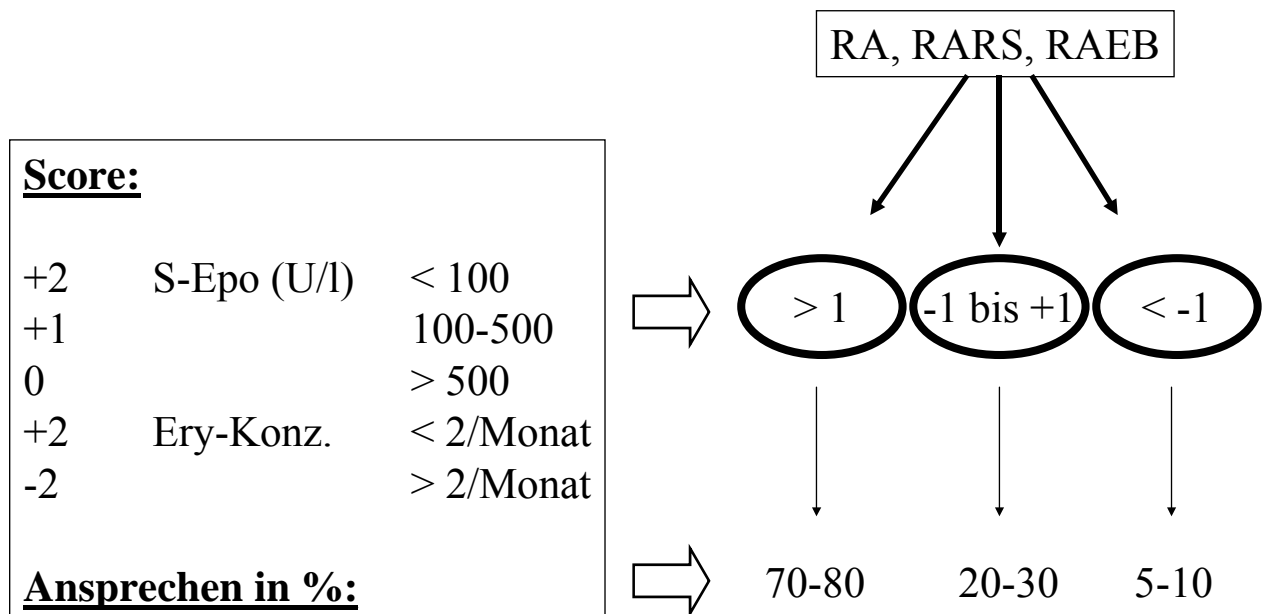 RA, RARS, RAEB
Score:
+2 S-Epo (U/l) < 100
+1 100-500
0 > 500
+2 Ery-Konz. < 2/Monat
-2 > 2/Monat
> 1 -1 bis +1 < -1
Ansprechen in %:
70-80 20-30 5-10